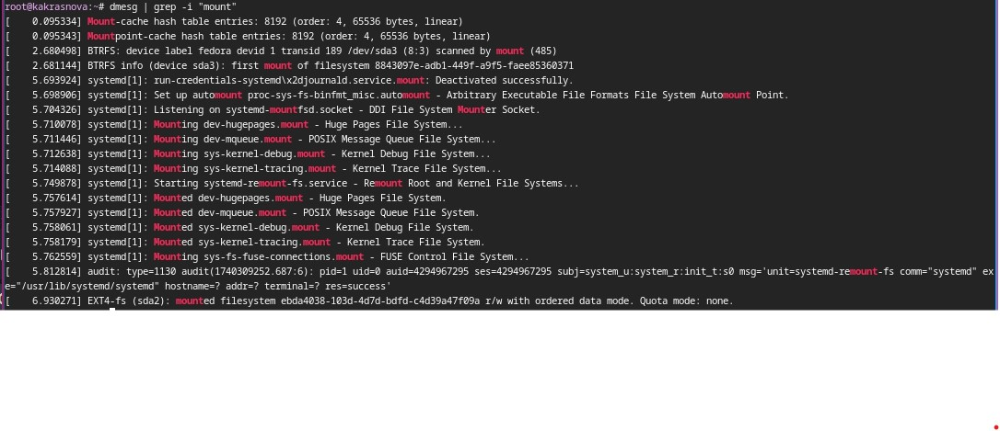 root@kakrasnova:~# dmesg | grep -i "mount"
[    0.095334] Mount-cache hash table entries: 8192 (order: 4, 65536 bytes, linear)
[    0.095343] Mountpoint-cache hash table entries: 8192 (order: 4, 65536 bytes, linear)
[    2.680498] BTRFS: device label fedora devid 1 transid 189 /dev/sda3 (8:3) scanned by mount (485)
[    2.681144] BTRFS info (device sda3): first mount of filesystem 8843097e-adb1-449f-a9f5-faee85360371
[    5.693924] systemd[1]: run-credentials-systemd\x2djournald.service.mount: Deactivated successfully.
[    5.698906] systemd[1]: Set up automount proc-sys-fs-binfmt_misc.automount - Arbitrary Executable File Formats File System Automount Point.
[    5.704326] systemd[1]: Listening on systemd-mountfsd.socket - DDI File System Mounter Socket.
[    5.710078] systemd[1]: Mounting dev-hugepages.mount - Huge Pages File System...
[    5.711446] systemd[1]: Mounting dev-mqueue.mount - POSIX Message Queue File System...
[    5.712638] systemd[1]: Mounting sys-kernel-debug.mount - Kernel Debug File System...
[    5.714088] systemd[1]: Mounting sys-kernel-tracing.mount - Kernel Trace File System...
[    5.749878] systemd[1]: Starting systemd-remount-fs.service - Remount Root and Kernel File Systems...
[    5.757614] systemd[1]: Mounted dev-hugepages.mount - Huge Pages File System.
[    5.757927] systemd[1]: Mounted dev-mqueue.mount - POSIX Message Queue File System.
[    5.758061] systemd[1]: Mounted sys-kernel-debug.mount - Kernel Debug File System.
[    5.758179] systemd[1]: Mounted sys-kernel-tracing.mount - Kernel Trace File System.
[    5.762559] systemd[1]: Mounting sys-fs-fuse-connections.mount - FUSE Control File System...
[    5.812814] audit: type=1130 audit(1740309252.687:6): pid=1 uid=0 auid=4294967295 ses=4294967295 subj=system_u:system_r:init_t:s0 msg='unit=systemd-remount-fs comm="systemd" ex
e="/usr/lib/systemd/systemd" hostname=? addr=? terminal=? res=success'
[    6.930271] EXT4-fs (sda2): mounted filesystem ebda4038-103d-4d7d-bdfd-c4d39a47f09a r/w with ordered data mode. Quota mode: none.